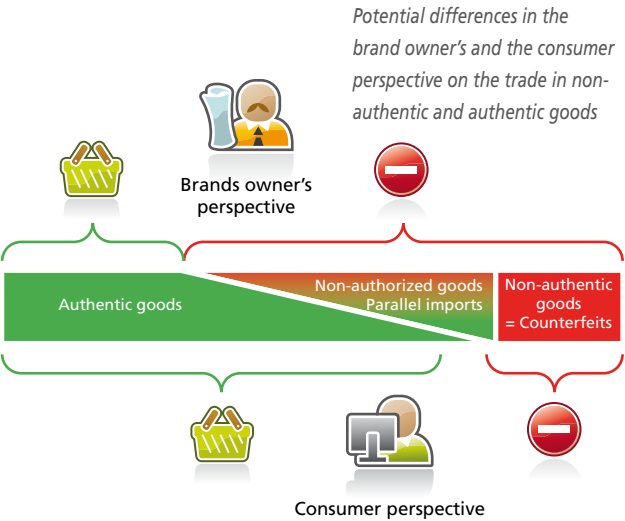 Potential differences in the
brand owner's and the consumer
perspective on the trade in non-
authentic and authentic goods
Brands owner's
perspective
Authentic goods
Non-authorized goods
Parallel imports
Non-authentic
goods
= Counterfeits
Consumer perspective